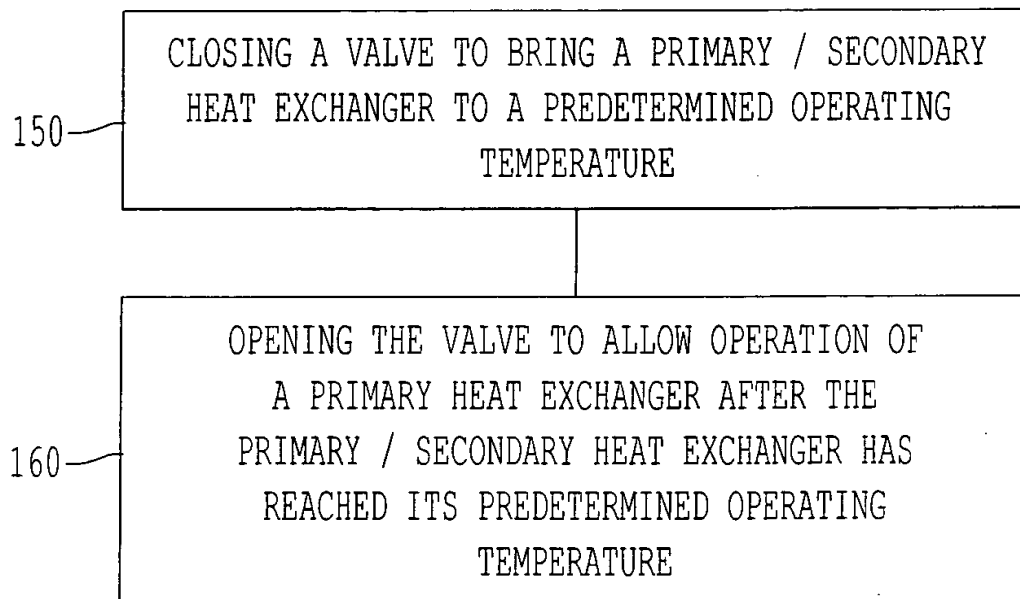 CLOSING A VALVE TO BRING A PRIMARY / SECONDARY
HEAT EXCHANGER TO A PREDETERMINED OPERATING
TEMPERATURE
150
OPENING THE VALVE TO ALLOW OPERATION OF
A PRIMARY HEAT EXCHANGER AFTER THE
PRIMARY / SECONDARY HEAT EXCHANGER HAS
REACHED ITS PREDETERMINED OPERATING
TEMPERATURE
160